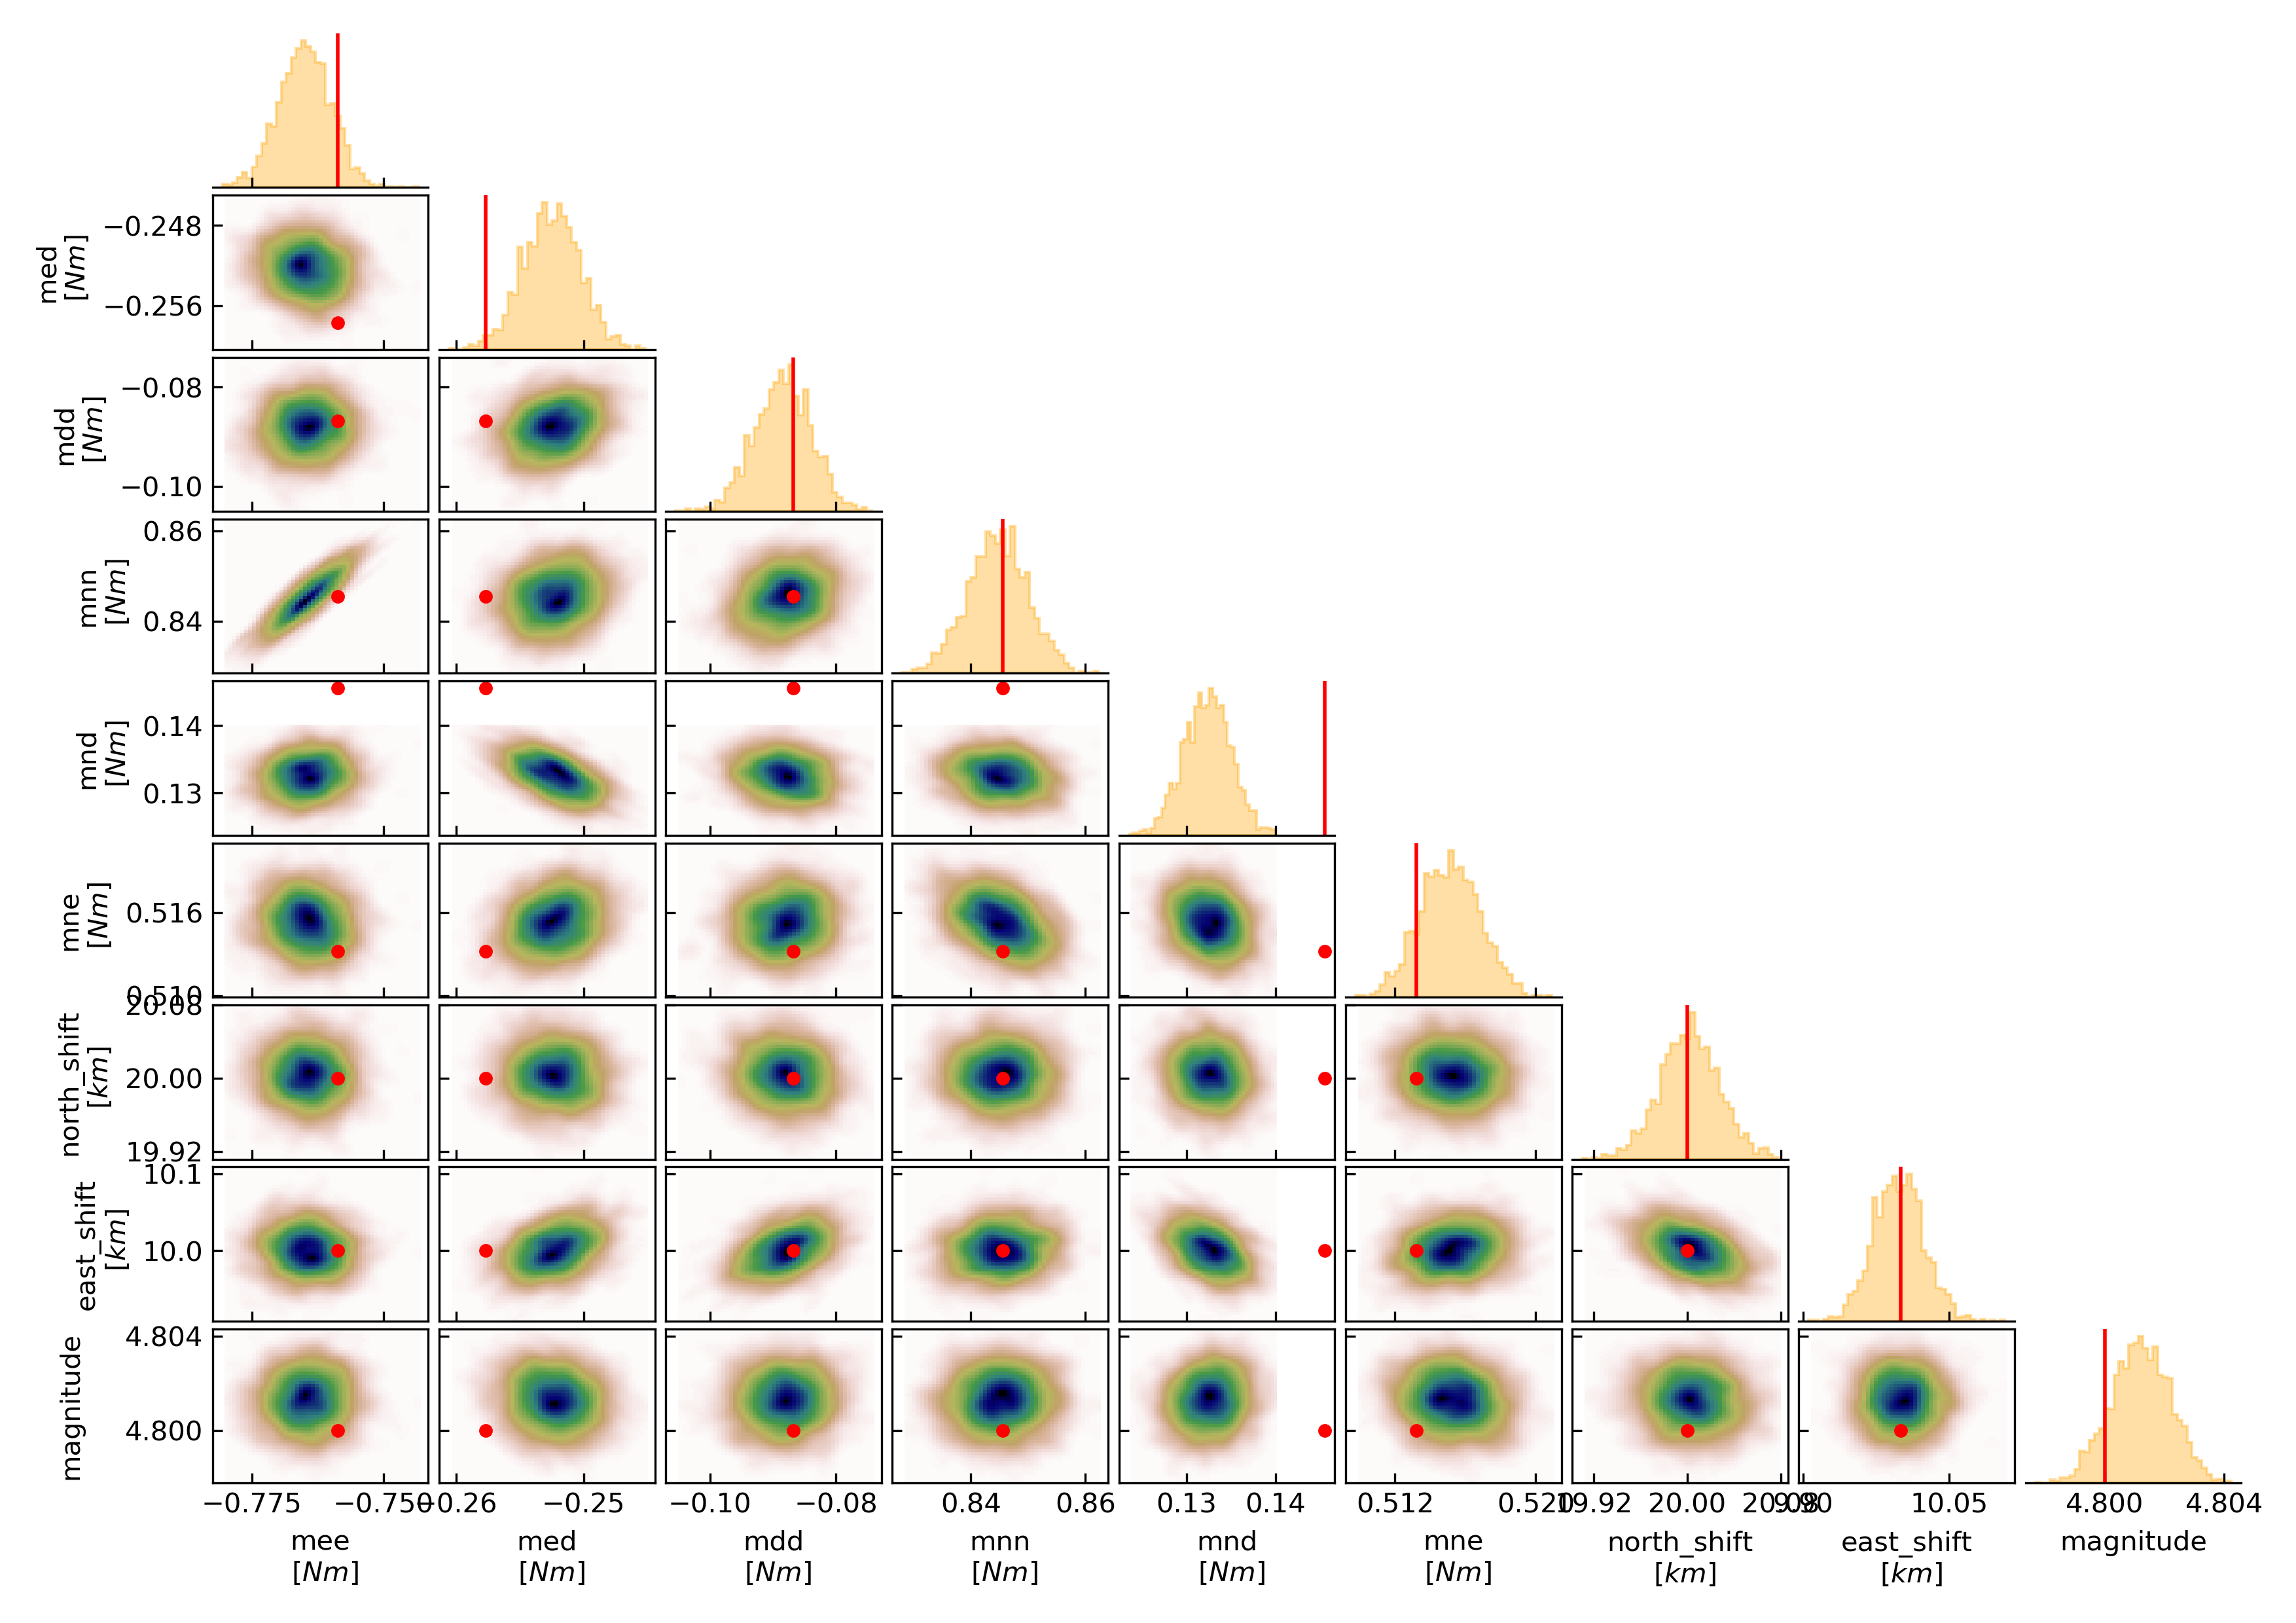 med
[Nm]
−0.248
−0.256
mdd
[Nm]
−0.08
−0.10
mnn
[Nm]
0.86
0.84
mnd
[Nm]
0.14
0.13
mne
[Nm]
0.516
0.510
north_shift
[km]
20.08
20.00
19.92
east_shift
[km]
10.1
10.0
magnitude
4.804
4.800
−0.775 −0.750 −0.26 −0.25 −0.10 −0.08 0.84 0.86 0.13 0.14 0.512 0.520 19.92 20.00 20.08 10.05 4.800 4.804
mee med mdd mnn mnd mne north_shift east_shift magnitude
[Nm] [Nm] [Nm] [Nm] [Nm] [Nm] [km] [km]